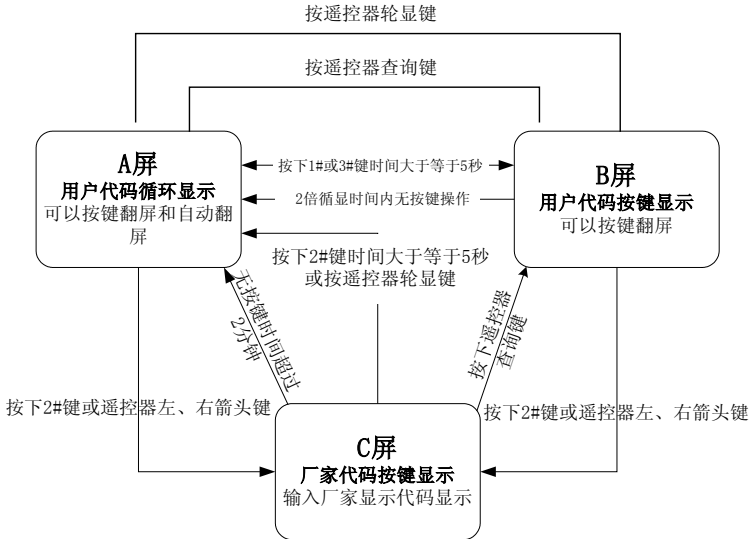 按遥控器轮显键
按遥控器查询键
A屏
用户代码循环显示
可以按键翻屏和自动翻
屏
按下1#或3#键时间大于等于5秒
2倍循显时间内无按键操作
B屏
用户代码按键显示
可以按键翻屏
按下2#键时间大于等于5秒
或按遥控器轮显键
无按键时间超过
2分钟
按下遥控器
查询键
按下2#键或遥控器左、右箭头键
按下2#键或遥控器左、右箭头键
C屏
厂家代码按键显示
输入厂家显示代码显示